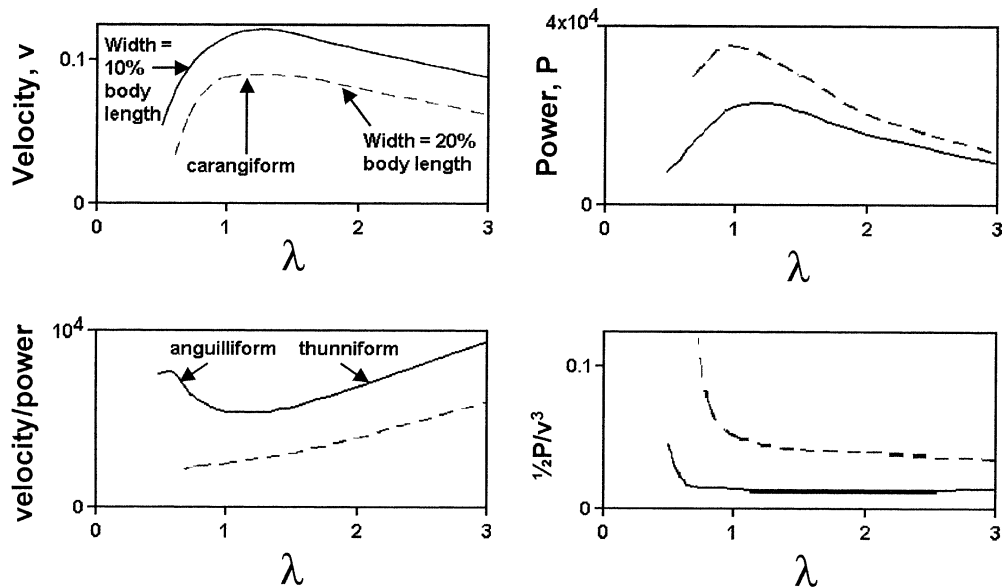 Velocity, v
0.1
0
Width =
10%
body
length
carangiform
Width = 20%
body length
0
1
2
3
λ
Power, P
4x10⁴
0
0
1
2
3
λ
velocity/power
10⁴
0
anguilliform
thunniform
0
1
2
3
λ
½P/v³
0.1
0
0
1
2
3
λ